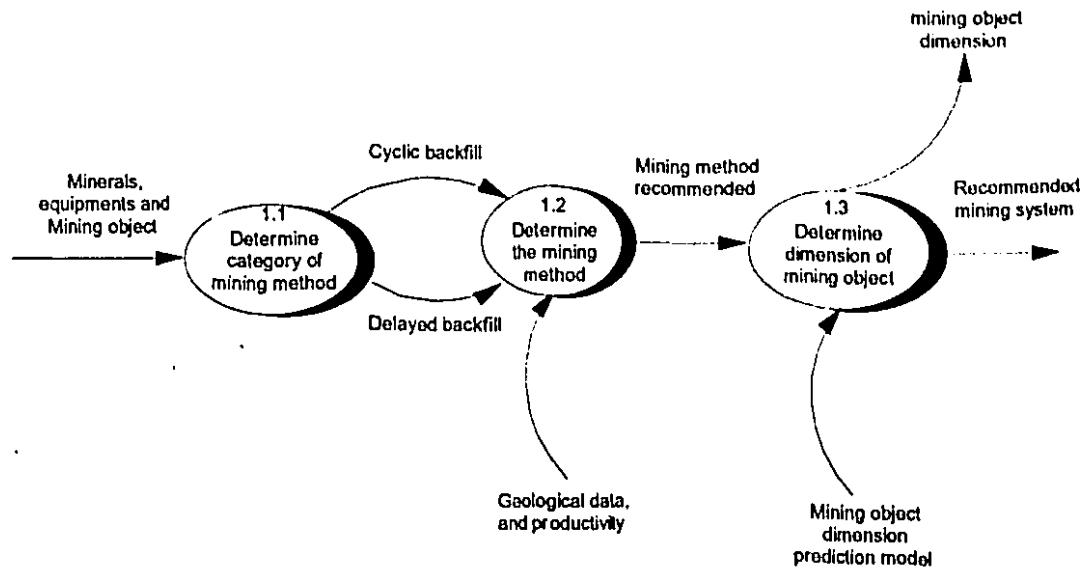 mining object
dimension
Cyclic backfill
Minerals,
equipments and
Mining object
1.1
Determine
category of
mining method
1.2
Determine
the mining
method
Mining method
recommended
1.3
Determine
dimension of
mining object
Recommended
mining system
Delayed backfill
Geological data,
and productivity
Mining object
dimension
prediction model